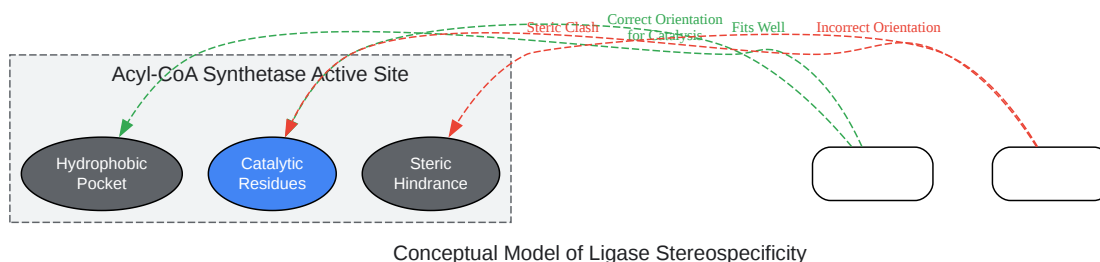 Correct Orientation
for Catalysis
Steric Clash
Fits Well
Incorrect Orientation
Acyl-CoA Synthetase Active Site
Hydrophobic
Pocket
Catalytic
Residues
Steric
Hindrance
Conceptual Model of Ligase Stereospecificity